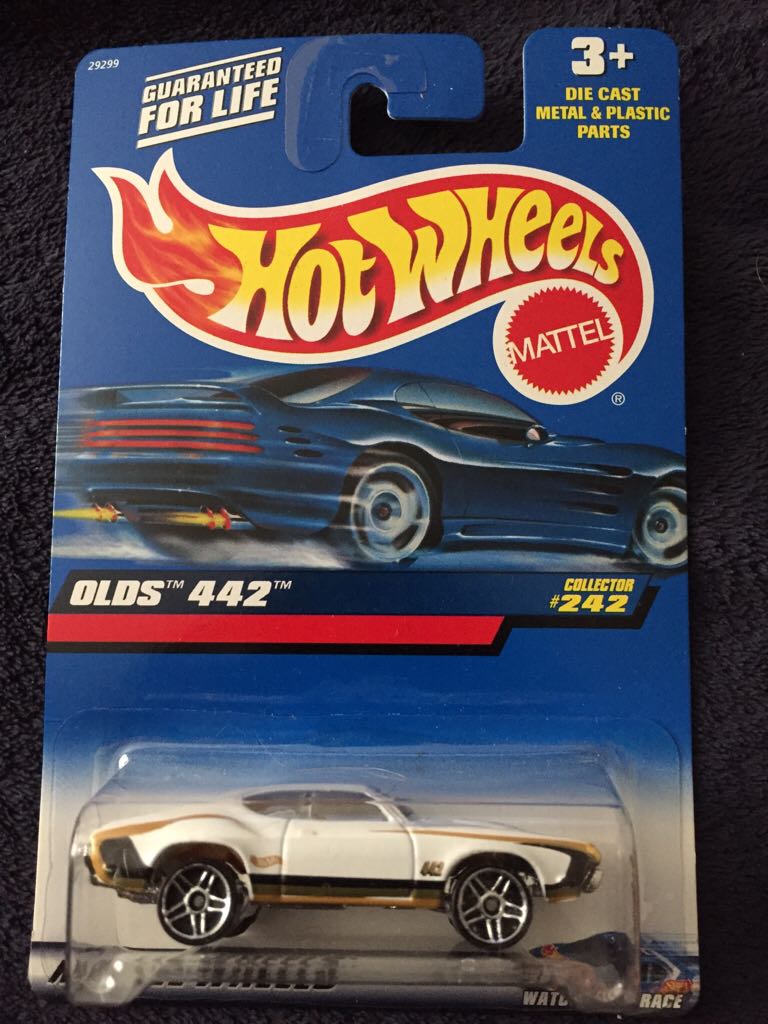 29299
GUARANTEED
FOR LIFE
3+
DIE CAST
METAL & PLASTIC
PARTS
Hot Wheels
MATTEL
®
OLDS™ 442™
COLLECTOR
#242
442
WHEELS
RACE